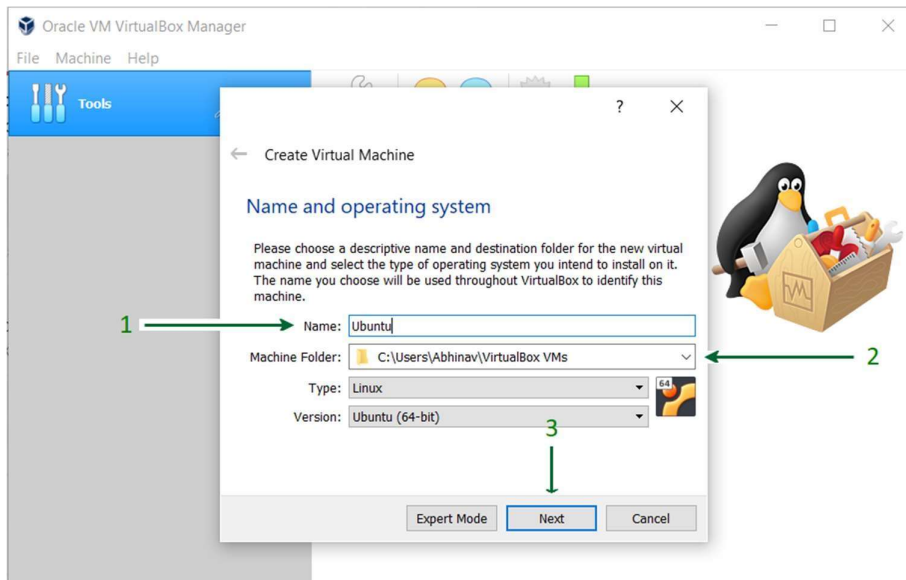 Oracle VM VirtualBox Manager
File Machine Help
Tools
?
Create Virtual Machine
Name and operating system
Please choose a descriptive name and destination folder for the new virtual
machine and select the type of operating system you intend to install on it.
The name you choose will be used throughout VirtualBox to identify this
machine.
1
Name: Ubuntu
Machine Folder: C:\Users\Abhinav\VirtualBox VMs
2
Type: Linux
64
Version: Ubuntu (64-bit)
3
Expert Mode Next Cancel